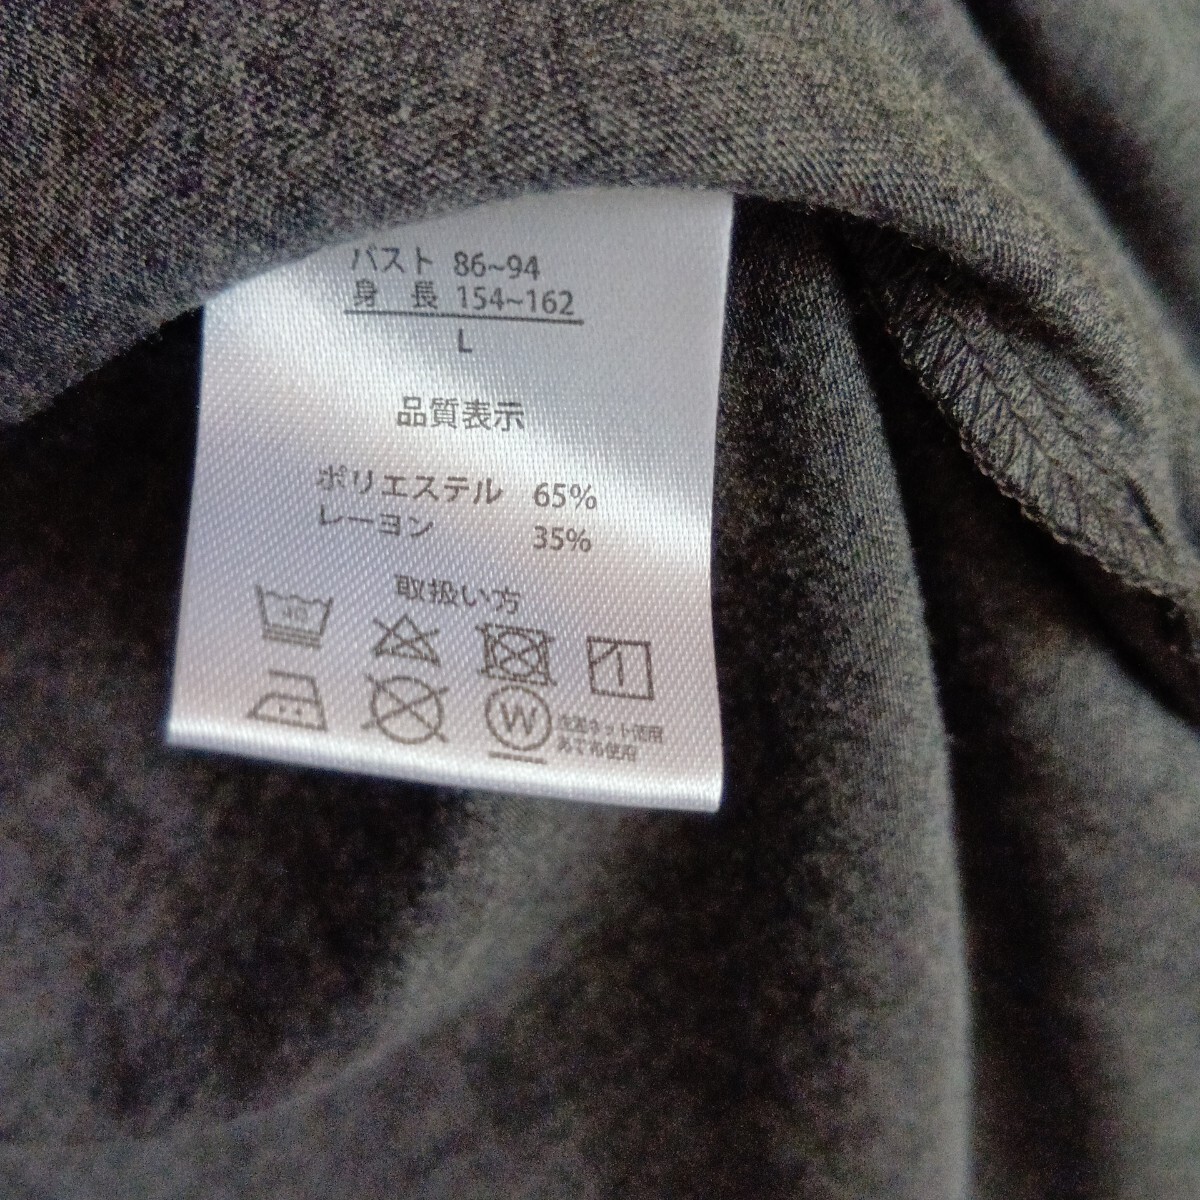 バスト 86~94
身 長 154~162
L
品質表示
ポリエステル 65%
レーヨン 35%
取扱い方
40
W
洗濯ネット使用
あて布使用